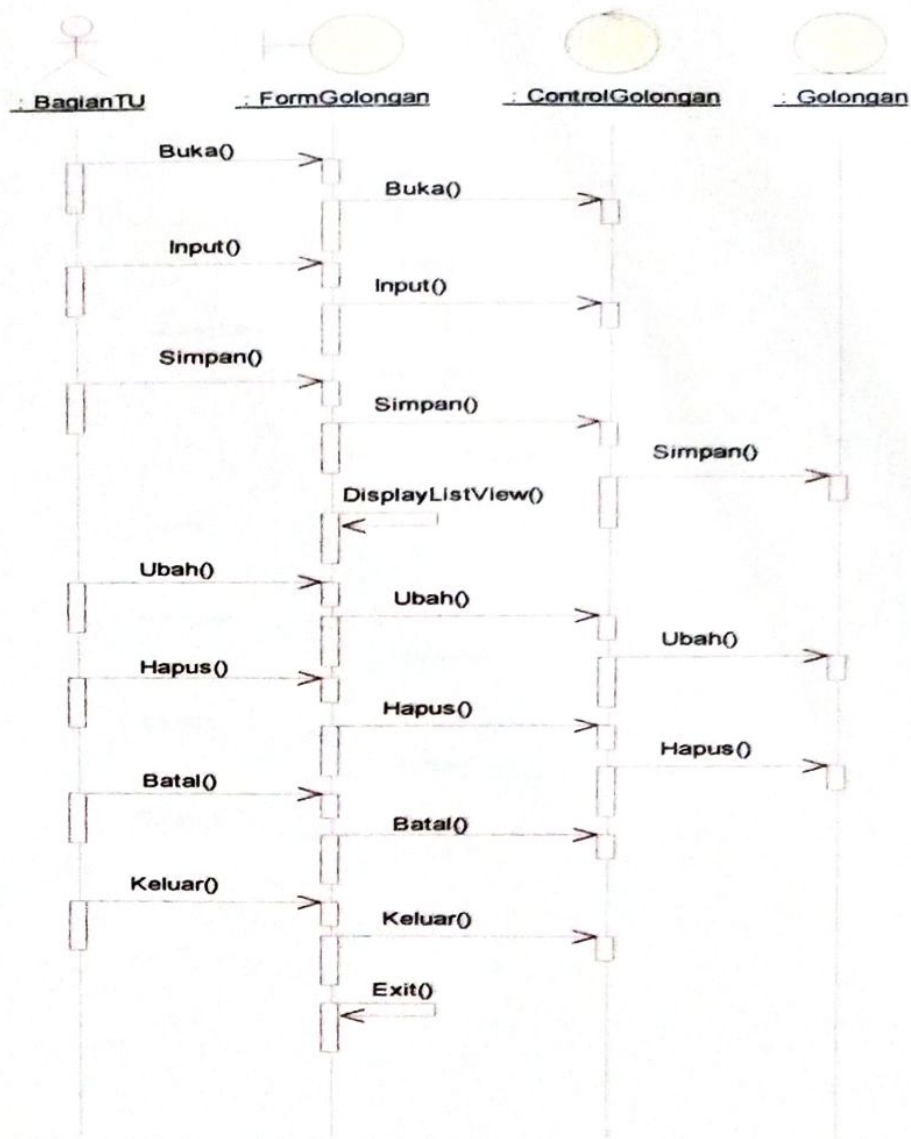 : BagianTU
: FormGolongan
: ControlGolongan
: Golongan
Buka()
Buka()
Input()
Input()
Simpan()
Simpan()
Simpan()
DisplayListView()
Ubah()
Ubah()
Ubah()
Hapus()
Hapus()
Hapus()
Batal()
Batal()
Keluar()
Keluar()
Exit()